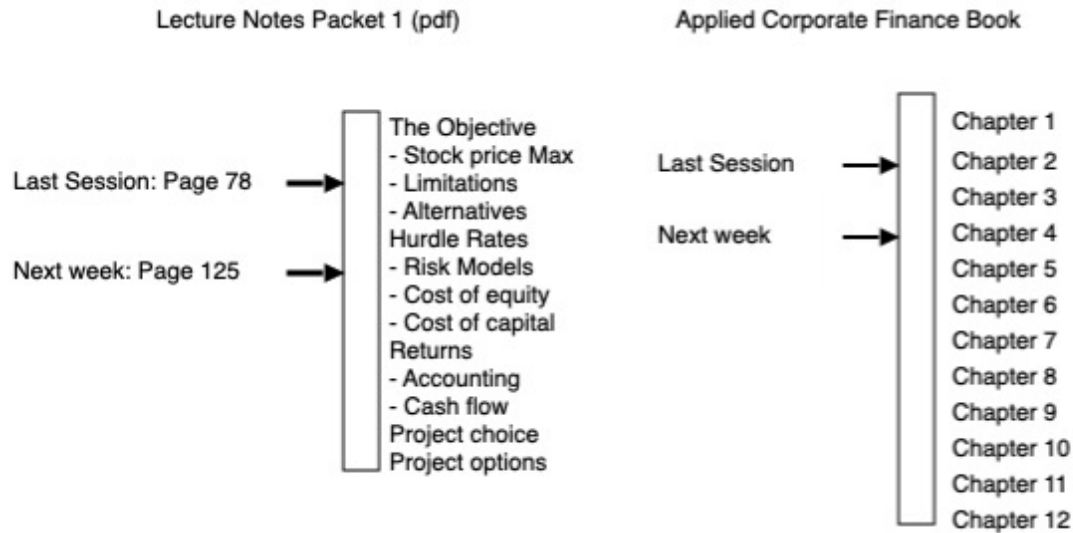 Lecture Notes Packet 1 (pdf)
Applied Corporate Finance Book
Last Session: Page 78
Next week: Page 125
The Objective
- Stock price Max
- Limitations
- Alternatives
Hurdle Rates
- Risk Models
- Cost of equity
- Cost of capital
Returns
- Accounting
- Cash flow
Project choice
Project options
Last Session
Next week
Chapter 1
Chapter 2
Chapter 3
Chapter 4
Chapter 5
Chapter 6
Chapter 7
Chapter 8
Chapter 9
Chapter 10
Chapter 11
Chapter 12